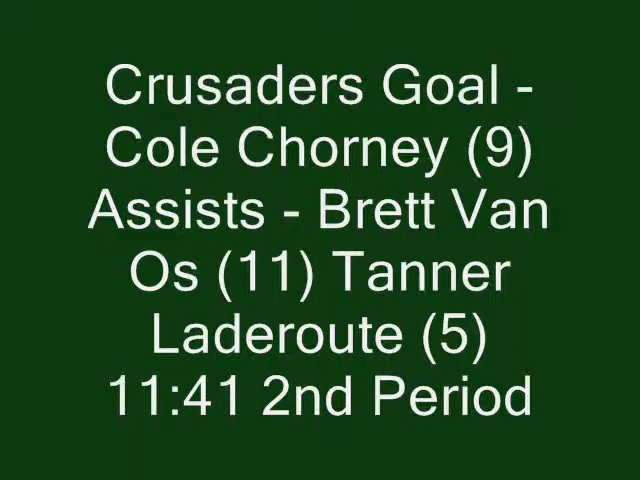 Crusaders Goal -
Cole Chorney (9)
Assists - Brett Van
Os (11) Tanner
Laderoute (5)
11:41 2nd Period